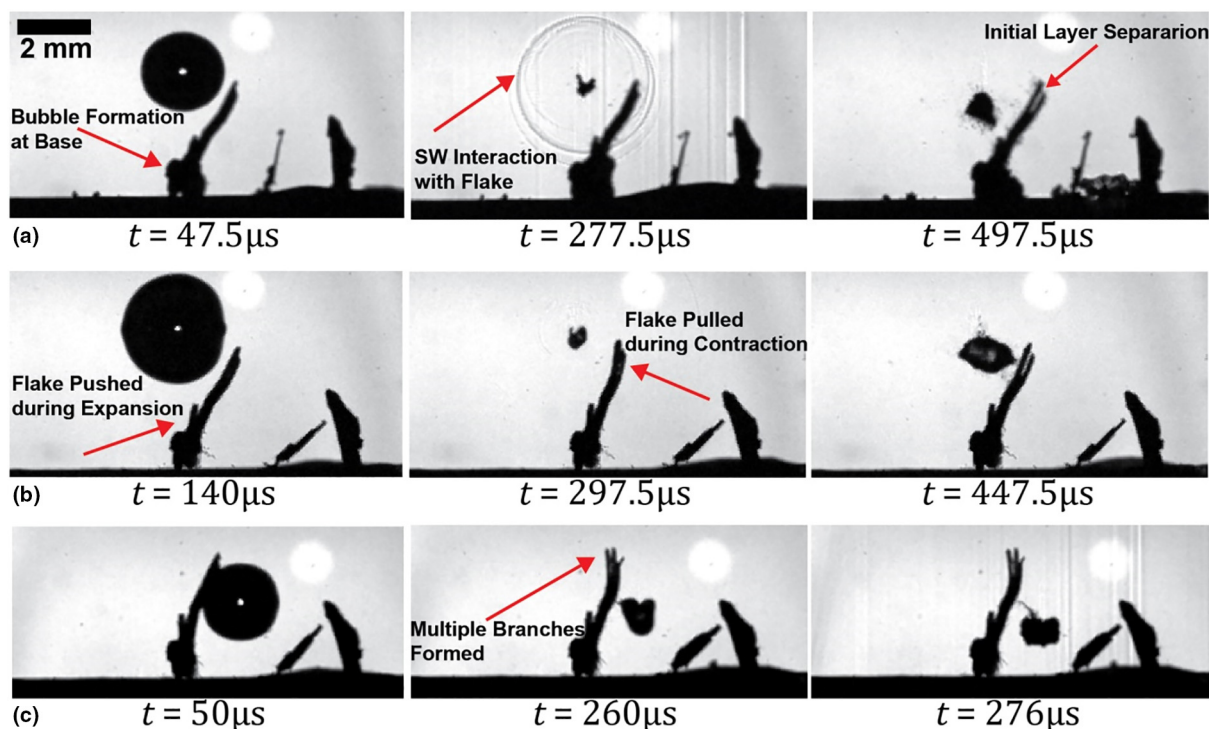 2 mm
Bubble Formation
at Base
SW Interaction
with Flake
Initial Layer Separarion
(a)
t = 47.5μs
t = 277.5μs
t = 497.5μs
Flake Pushed
during Expansion
Flake Pulled
during Contraction
(b)
t = 140μs
t = 297.5μs
t = 447.5μs
Multiple Branches
Formed
(c)
t = 50μs
t = 260μs
t = 276μs